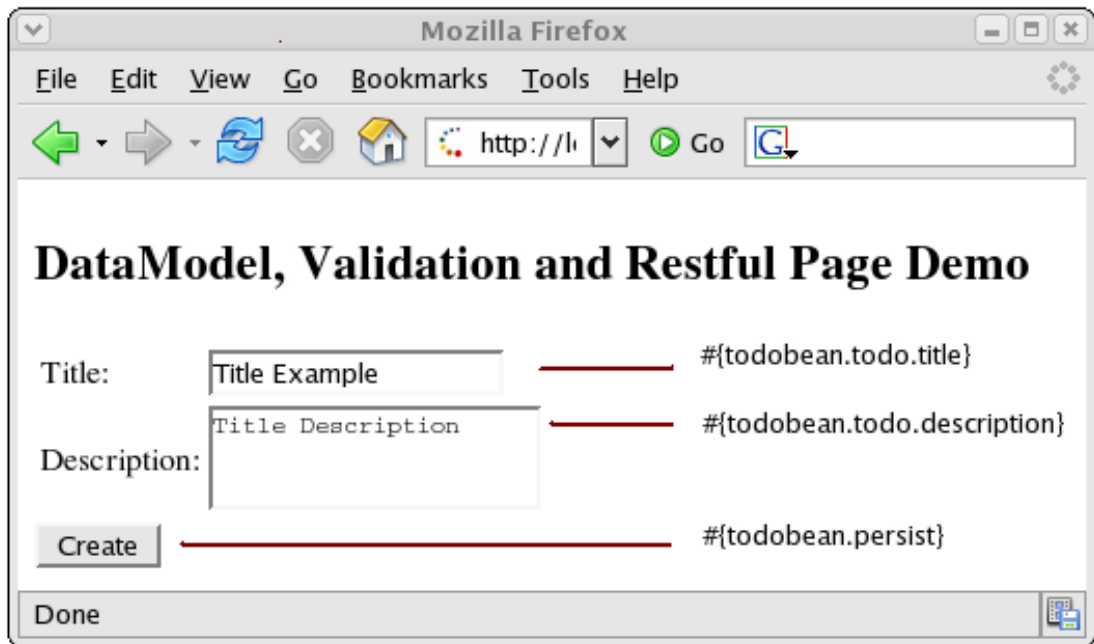 Mozilla Firefox
File Edit View Go Bookmarks Tools Help
http://l Go G
DataModel, Validation and Restful Page Demo
Title: Title Example #{todobean.todo.title}
Title Description #{todobean.todo.description}
Description:
Create #{todobean.persist}
Done